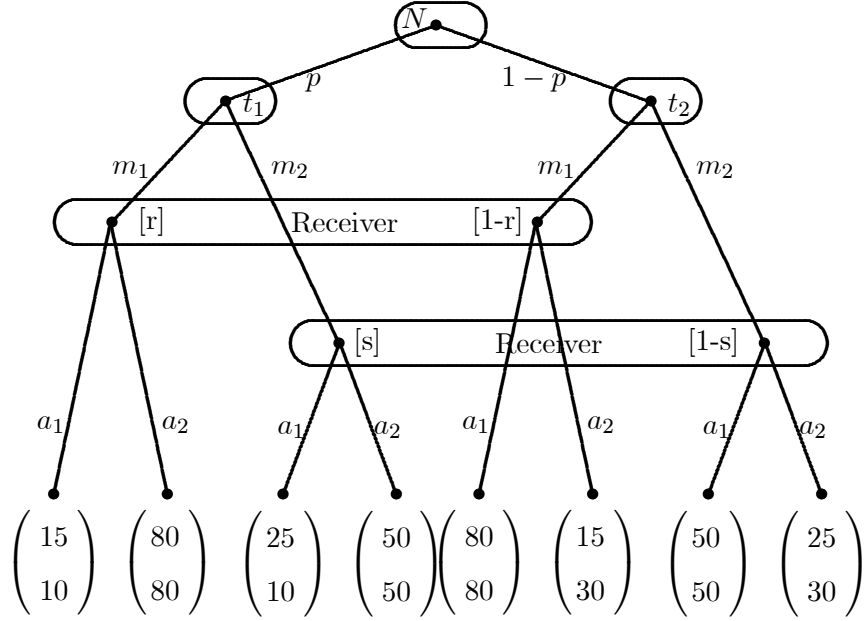 N
p 1 − p
t₁ t₂
m₁ m₂ m₁ m₂
[r] Receiver [1-r]
[s] Receiver [1-s]
a₁ a₂ a₁ a₂ a₁ a₂ a₁ a₂
15 80 25 50 80 15 50 25
10 80 10 50 80 30 50 30